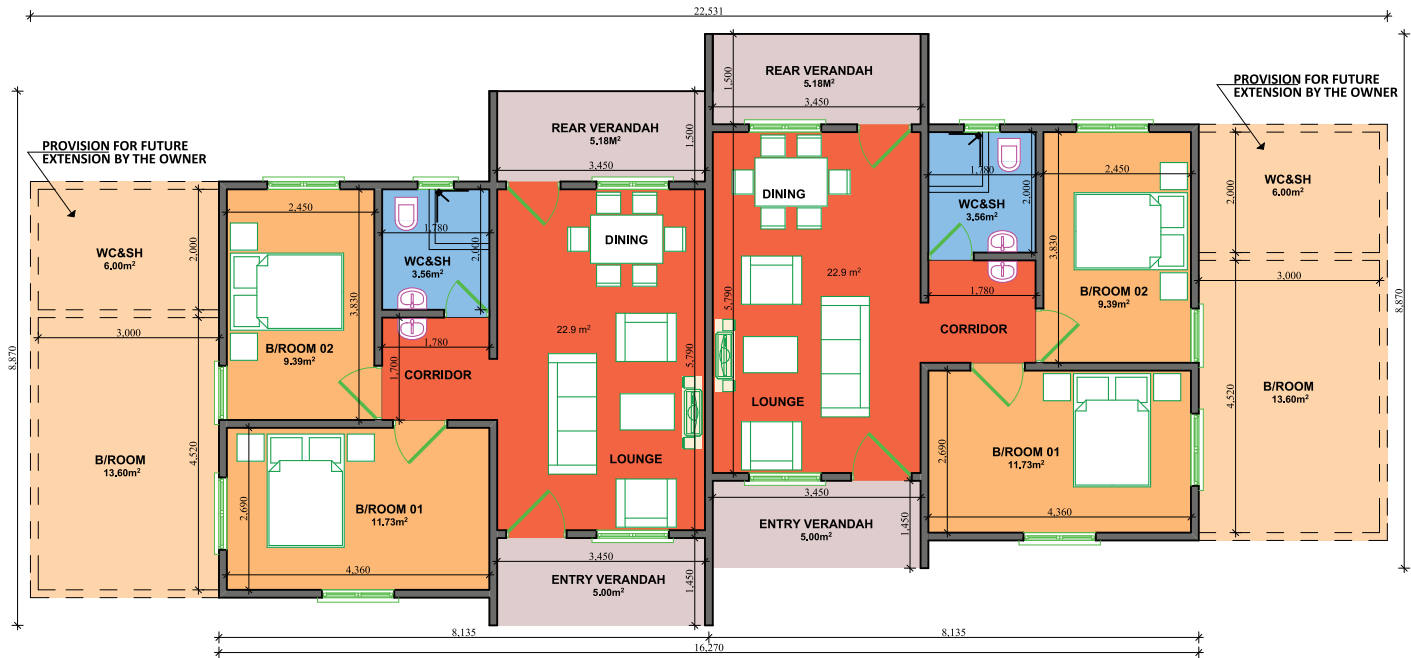 22,531
REAR VERANDAH
5.18M²
3,450
1,500
PROVISION FOR FUTURE
EXTENSION BY THE OWNER
REAR VERANDAH
5.18M²
3,450
1,500
PROVISION FOR FUTURE
EXTENSION BY THE OWNER
WC&SH
6.00m²
2,000
3,000
B/ROOM
13.60m²
4,520
8,870
2,450
3,830
B/ROOM 02
9.39m²
1,780
2,000
WC&SH
3.56m²
1,780
1,700
CORRIDOR
B/ROOM 01
11.73m²
2,690
4,360
DINING
22.9 m²
5,790
LOUNGE
3,450
ENTRY VERANDAH
5.00m²
1,450
DINING
22.9 m²
5,790
LOUNGE
3,450
ENTRY VERANDAH
5.00m²
1,450
1,780
2,000
WC&SH
3.56m²
1,780
CORRIDOR
2,450
3,830
B/ROOM 02
9.39m²
B/ROOM 01
11.73m²
2,690
4,360
WC&SH
6.00m²
2,000
3,000
B/ROOM
13.60m²
4,520
8,870
8,135
8,135
16,270